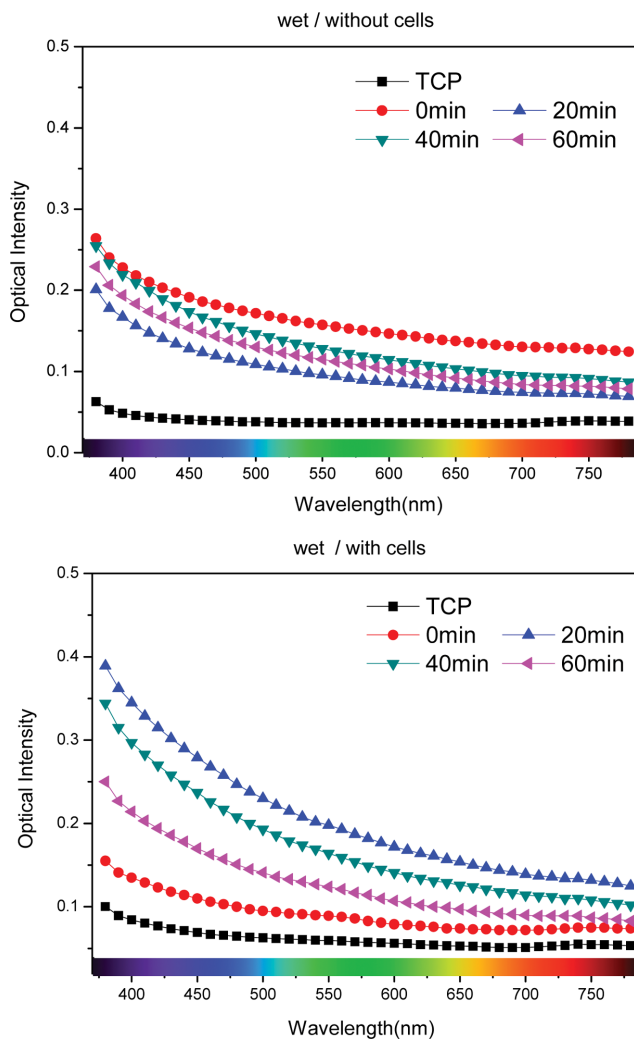 wet / without cells
0.5
TCP
0min 20min
40min 60min
0.4
0.3
0.2
0.1
0.0
Optical Intensity
400 450 500 550 600 650 700 750
Wavelength(nm)
wet / with cells
0.5
TCP
0min 20min
40min 60min
0.4
0.3
0.2
0.1
Optical Intensity
400 450 500 550 600 650 700 750
Wavelength(nm)